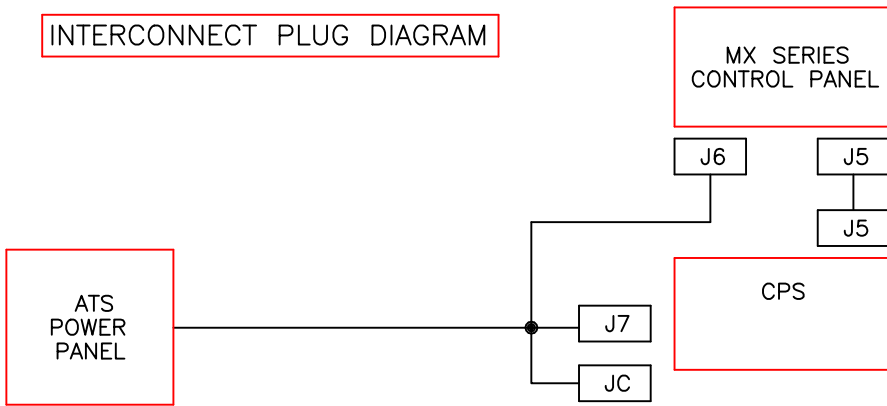 INTERCONNECT PLUG DIAGRAM
MX SERIES
CONTROL PANEL
J6
J5
J5
ATS
POWER
PANEL
CPS
J7
JC